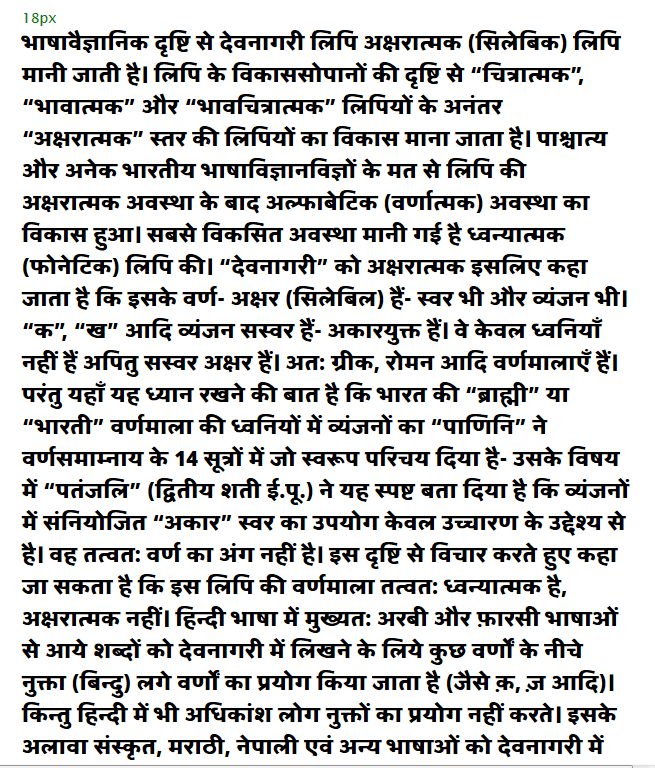 18px
भाषावैज्ञानिक दृष्टि से देवनागरी लिपि अक्षरात्मक (सिलेबिक) लिपि
मानी जाती है। लिपि के विकाससोपानों की दृष्टि से “चित्रात्मक”,
“भावात्मक” और “भावचित्रात्मक” लिपियों के अनंतर
“अक्षरात्मक” स्तर की लिपियों का विकास माना जाता है। पाश्चात्य
और अनेक भारतीय भाषाविज्ञानविज्ञों के मत से लिपि की
अक्षरात्मक अवस्था के बाद अल्फाबेटिक (वर्णात्मक) अवस्था का
विकास हुआ। सबसे विकसित अवस्था मानी गई है ध्वन्यात्मक
(फोनेटिक) लिपि की। “देवनागरी” को अक्षरात्मक इसलिए कहा
जाता है कि इसके वर्ण- अक्षर (सिलेबिल) हैं- स्वर भी और व्यंजन भी।
“क”, “ख” आदि व्यंजन सस्वर हैं- अकारयुक्त हैं। वे केवल ध्वनियाँ
नहीं हैं अपितु सस्वर अक्षर हैं। अत: ग्रीक, रोमन आदि वर्णमालाएँ हैं।
परंतु यहाँ यह ध्यान रखने की बात है कि भारत की “ब्राह्मी” या
“भारती” वर्णमाला की ध्वनियों में व्यंजनों का “पाणिनि” ने
वर्णसमाम्नाय के 14 सूत्रों में जो स्वरूप परिचय दिया है- उसके विषय
में “पतंजलि” (द्वितीय शती ई.पू.) ने यह स्पष्ट बता दिया है कि व्यंजनों
में संनियोजित “अकार” स्वर का उपयोग केवल उच्चारण के उद्देश्य से
है। वह तत्वत: वर्ण का अंग नहीं है। इस दृष्टि से विचार करते हुए कहा
जा सकता है कि इस लिपि की वर्णमाला तत्वत: ध्वन्यात्मक है,
अक्षरात्मक नहीं। हिन्दी भाषा में मुख्यत: अरबी और फ़ारसी भाषाओं
से आये शब्दों को देवनागरी में लिखने के लिये कुछ वर्णों के नीचे
नुक्ता (बिन्दु) लगे वर्णों का प्रयोग किया जाता है (जैसे क़, ज़ आदि)।
किन्तु हिन्दी में भी अधिकांश लोग नुक्तों का प्रयोग नहीं करते। इसके
अलावा संस्कृत, मराठी, नेपाली एवं अन्य भाषाओं को देवनागरी में